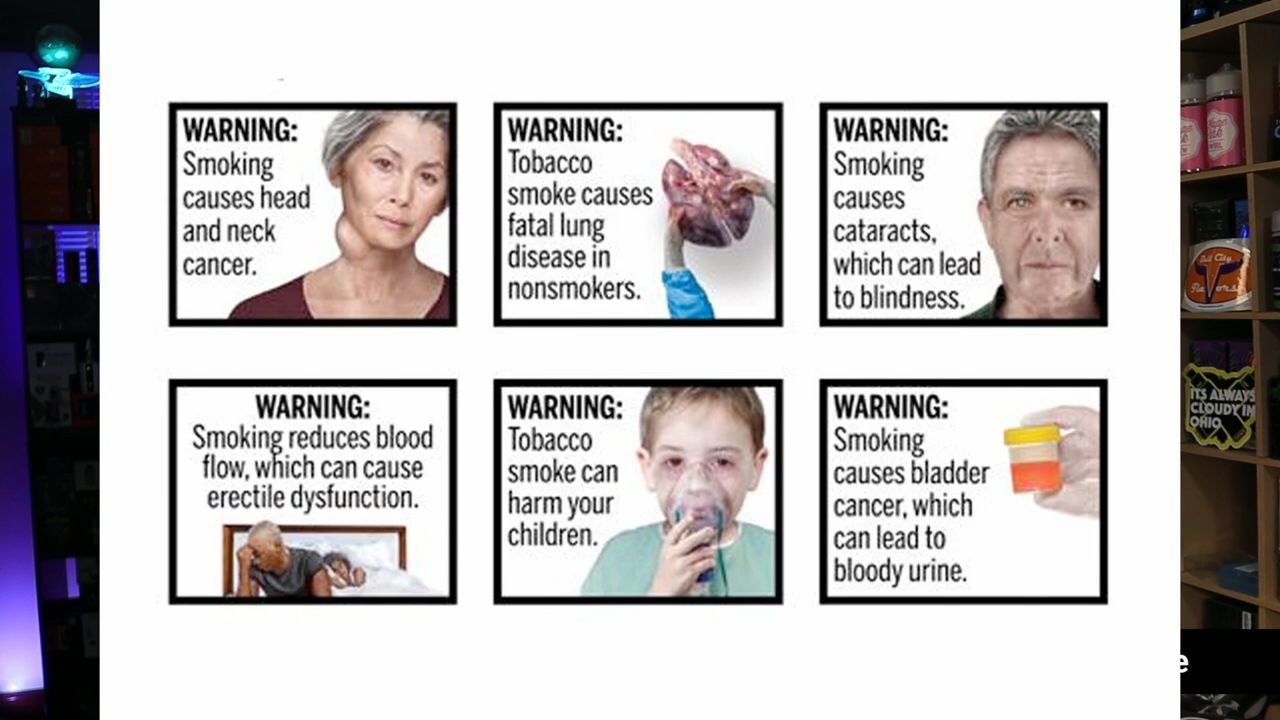 WARNING:
Smoking
causes head
and neck
cancer.
WARNING:
Tobacco
smoke causes
fatal lung
disease in
nonsmokers.
WARNING:
Smoking
causes
cataracts,
which can lead
to blindness.
WARNING:
Smoking reduces blood
flow, which can cause
erectile dysfunction.
WARNING:
Tobacco
smoke can
harm your
children.
WARNING:
Smoking
causes bladder
cancer, which
can lead to
bloody urine.
ITS ALWAYS
CLOUDY IN
OHIO
e